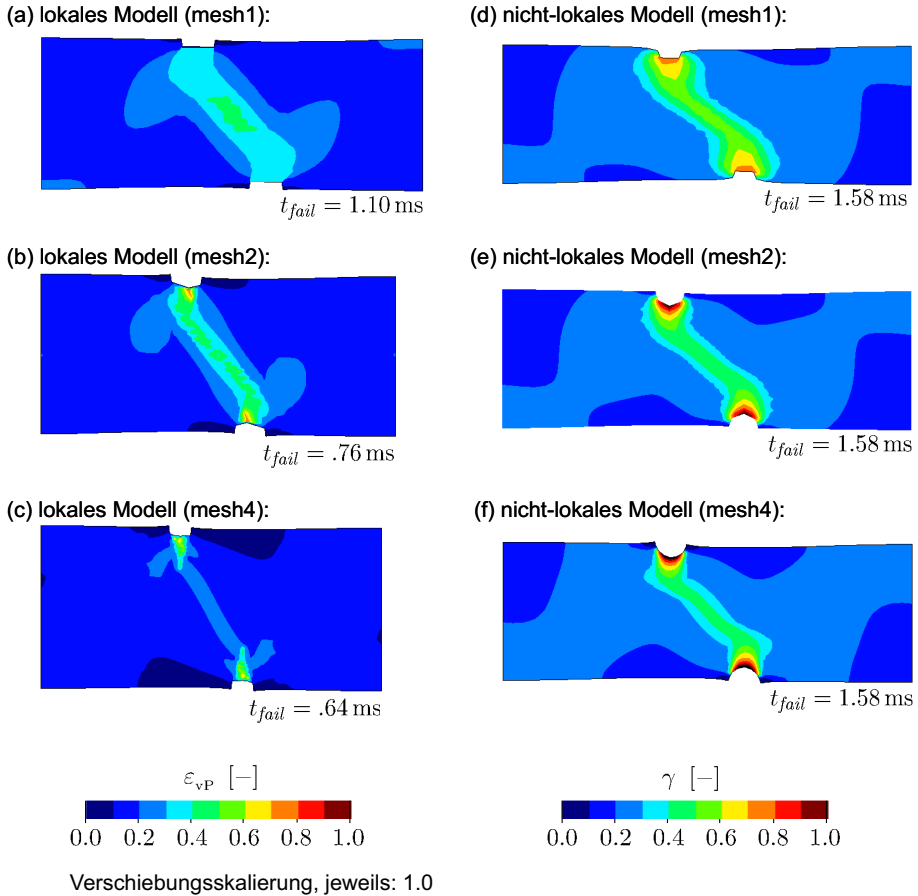 (a) lokales Modell (mesh1):
t_fail = 1.10 ms
(d) nicht-lokales Modell (mesh1)
t_fail = 1.58 ms
(b) lokales Modell (mesh2):
t_fail = .76 ms
(e) nicht-lokales Modell (mesh2):
t_fail = 1.58 ms
(c) lokales Modell (mesh4):
t_fail = .64 ms
(f) nicht-lokales Modell (mesh4):
t_fail = 1.58 ms
ε_vP [–]
0.0 0.2 0.4 0.6 0.8 1.0
γ [–]
0.0 0.2 0.4 0.6 0.8 1.0
Verschiebungsskalierung, jeweils: 1.0